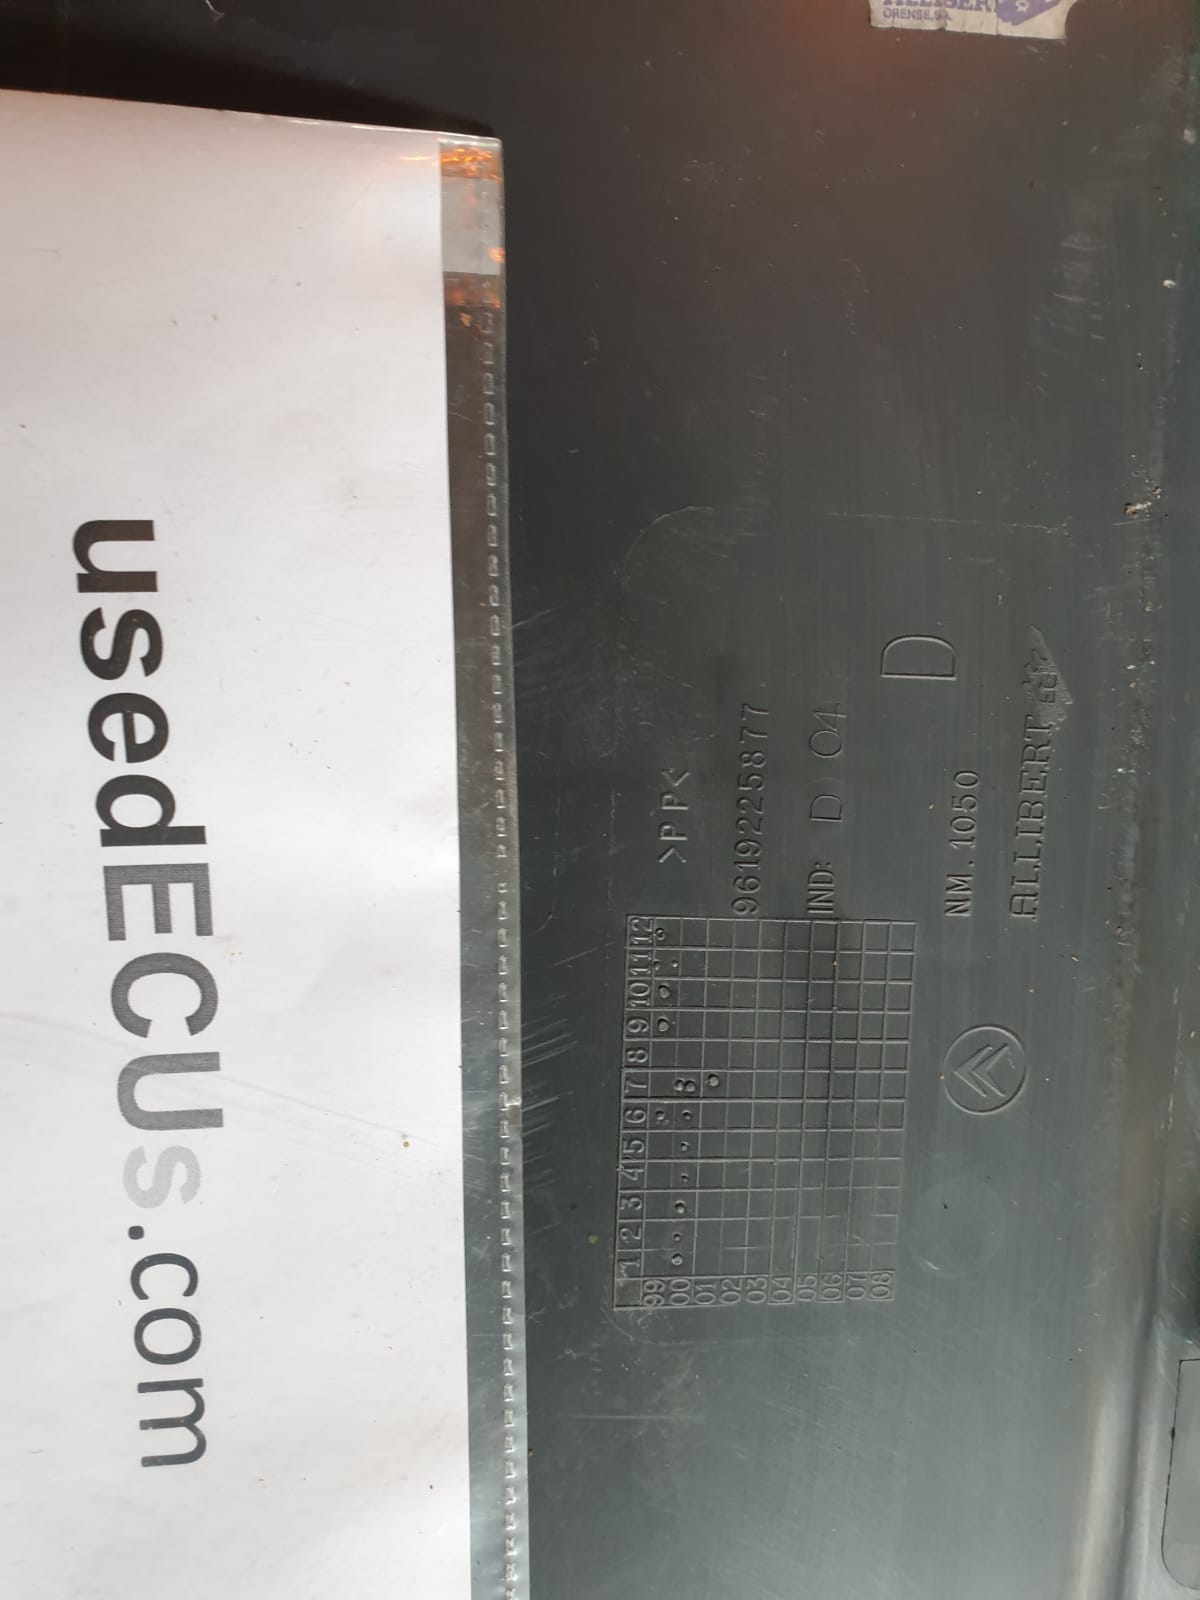 usedECUs.com
ORENSE, S.A.
>PP<
9619225877
IND: D 04
D
NM. 1050
ALLIBERT
1 2 3 4 5 6 7 8 9 10 11 12
99
00
01
02
03
04
05
06
07
08